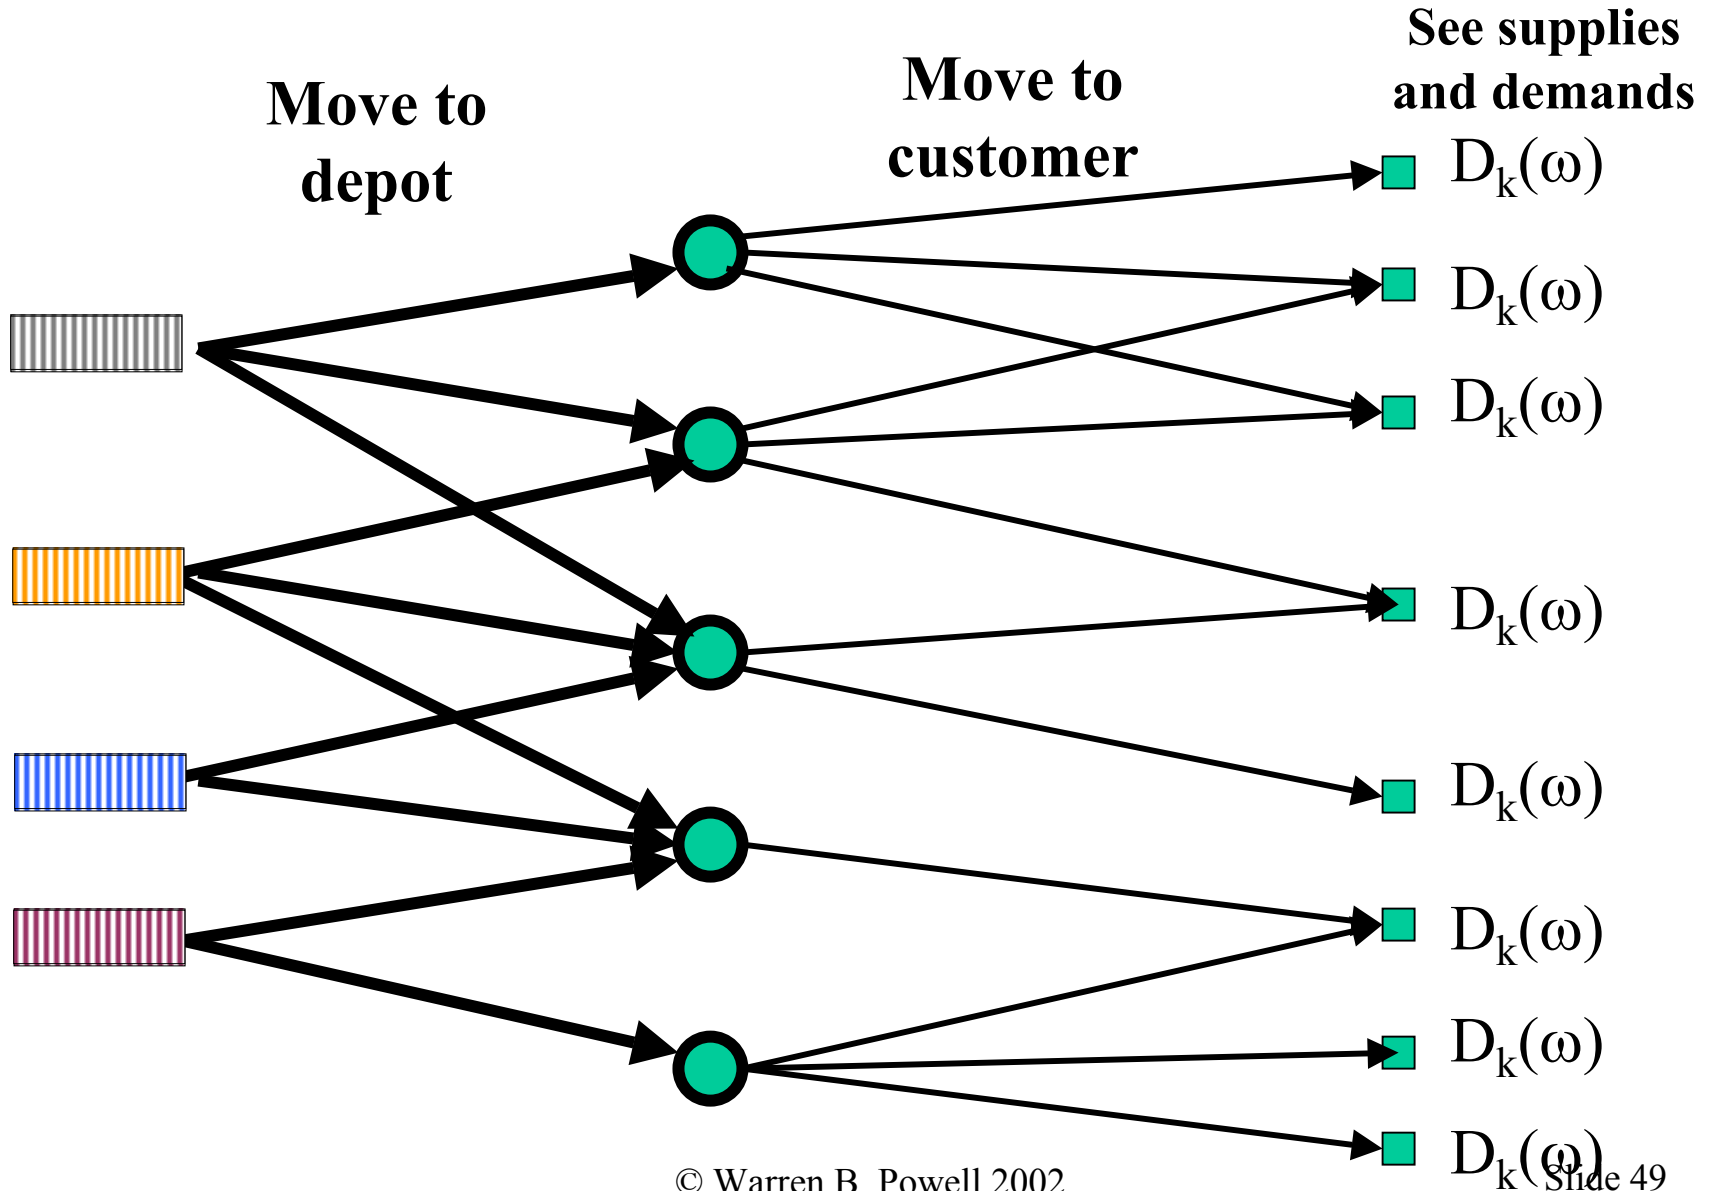 Move to
depot
Move to
customer
See supplies
and demands
Dk(ω)
Dk(ω)
Dk(ω)
Dk(ω)
Dk(ω)
Dk(ω)
Dk(ω)
Dk(ω)
© Warren B. Powell 2002
Slide 49